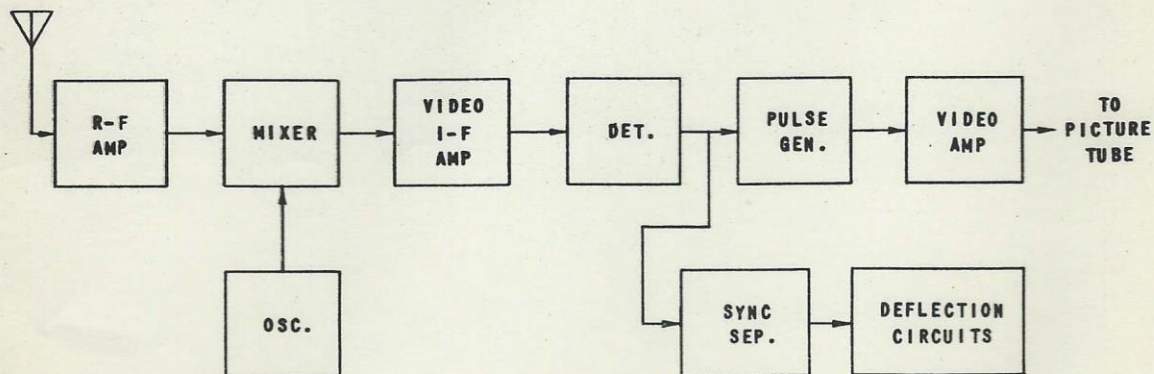 R-F
AMP
MIXER
VIDEO
I-F
AMP
DET.
PULSE
GEN.
VIDEO
AMP
TO
PICTURE
TUBE
OSC.
SYNC
SEP.
DEFLECTION
CIRCUITS